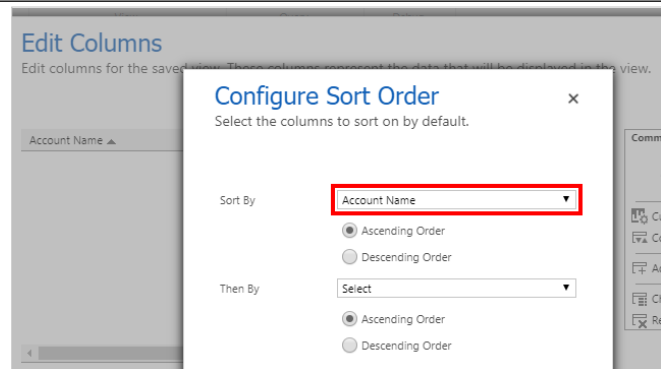 Edit Columns
Edit columns for the saved view. These columns represent the data that will be displayed in the view.
Configure Sort Order
Select the columns to sort on by default.
Account Name
Sort By
Account Name
Ascending Order
Descending Order
Then By
Select
Ascending Order
Descending Order